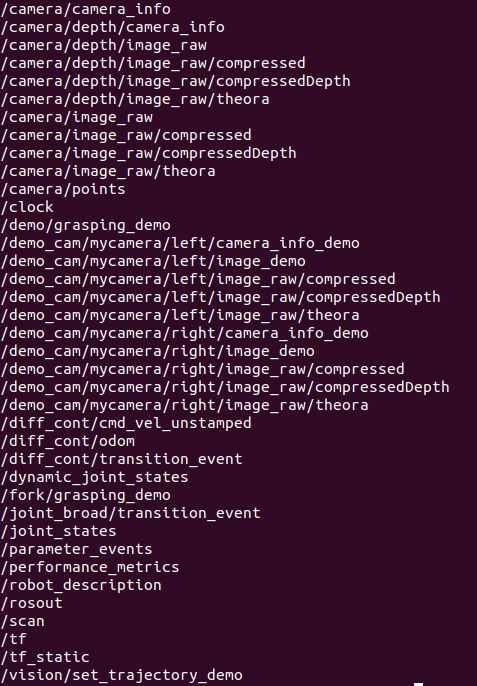 /camera/camera_info
/camera/depth/camera_info
/camera/depth/image_raw
/camera/depth/image_raw/compressed
/camera/depth/image_raw/compressedDepth
/camera/depth/image_raw/theora
/camera/image_raw
/camera/image_raw/compressed
/camera/image_raw/compressedDepth
/camera/image_raw/theora
/camera/points
/clock
/demo/grasping_demo
/demo_cam/mycamera/left/camera_info_demo
/demo_cam/mycamera/left/image_demo
/demo_cam/mycamera/left/image_raw/compressed
/demo_cam/mycamera/left/image_raw/compressedDepth
/demo_cam/mycamera/left/image_raw/theora
/demo_cam/mycamera/right/camera_info_demo
/demo_cam/mycamera/right/image_demo
/demo_cam/mycamera/right/image_raw/compressed
/demo_cam/mycamera/right/image_raw/compressedDepth
/demo_cam/mycamera/right/image_raw/theora
/diff_cont/cmd_vel_unstamped
/diff_cont/odom
/diff_cont/transition_event
/dynamic_joint_states
/fork/grasping_demo
/joint_broad/transition_event
/joint_states
/parameter_events
/performance_metrics
/robot_description
/rosout
/scan
/tf
/tf_static
/vision/set_trajectory_demo